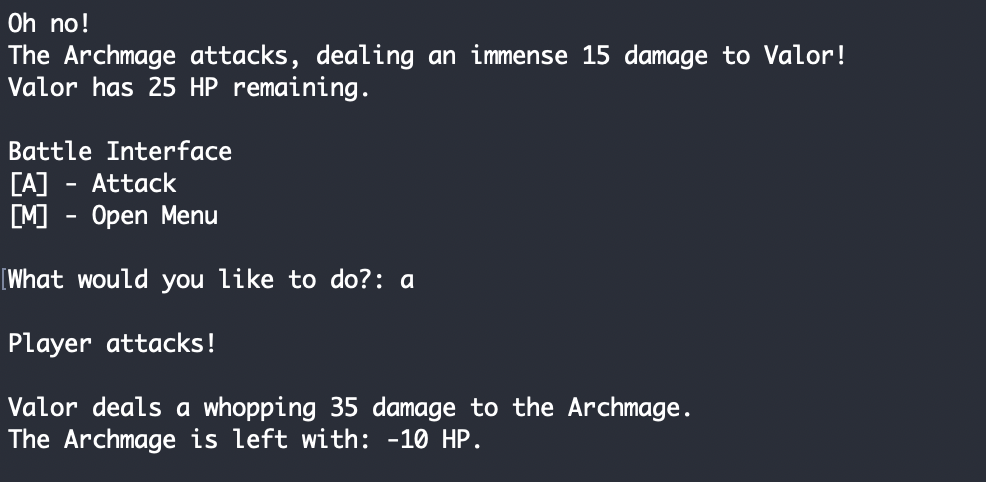 Oh no!
The Archmage attacks, dealing an immense 15 damage to Valor!
Valor has 25 HP remaining.
Battle Interface
[A] - Attack
[M] - Open Menu
[What would you like to do?: a
Player attacks!
Valor deals a whopping 35 damage to the Archmage.
The Archmage is left with: -10 HP.